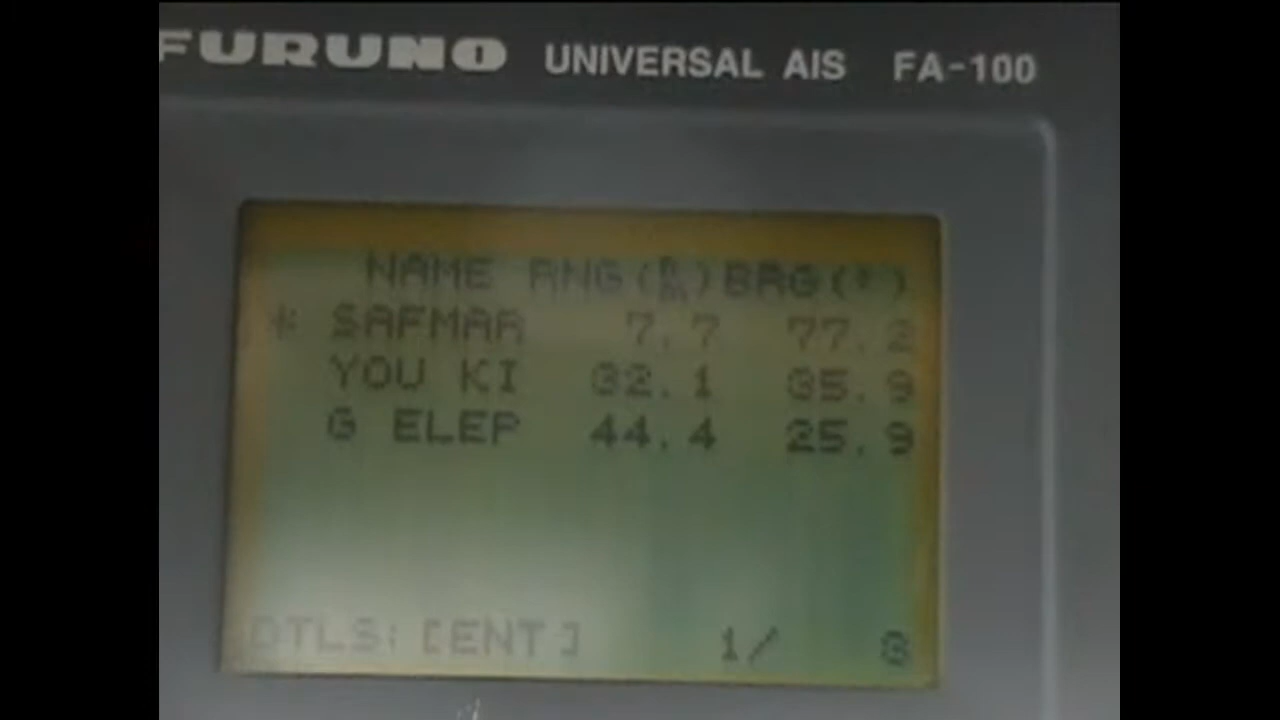 FURUNO UNIVERSAL AIS FA-100
NAME RNG(nm) BRG(°)
* SAFMAR 7.7 77.2
YOU KI 32.1 35.9
G ELEP 44.4 25.9
DTLS: [ENT] 1/ 3